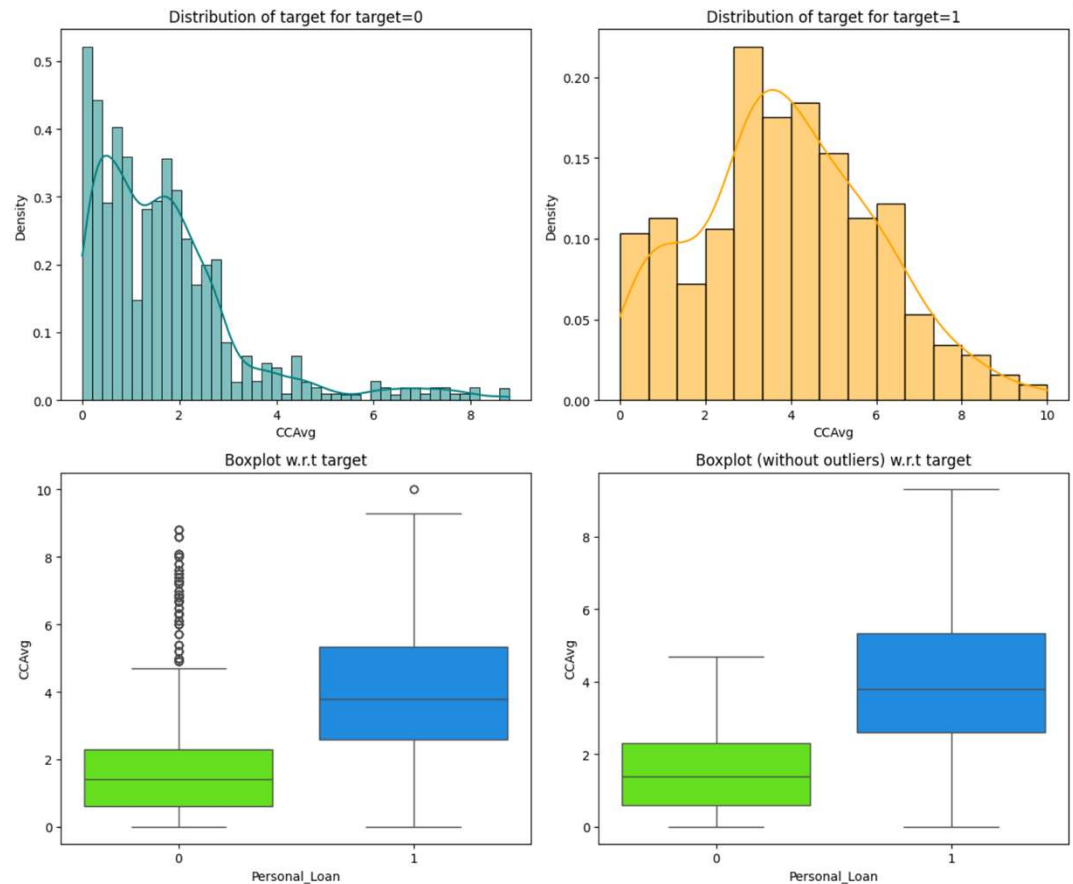 Distribution of target for target=0
Density
0.5
0.4
0.3
0.2
0.1
0.0
0 2 4 6 8
CCAvg
Distribution of target for target=1
Density
0.20
0.15
0.10
0.05
0.00
0 2 4 6 8 10
CCAvg
Boxplot w.r.t target
CCAvg
10
8
6
4
2
0
0 1
Personal_Loan
Boxplot (without outliers) w.r.t target
CCAvg
8
6
4
2
0
0 1
Personal_Loan